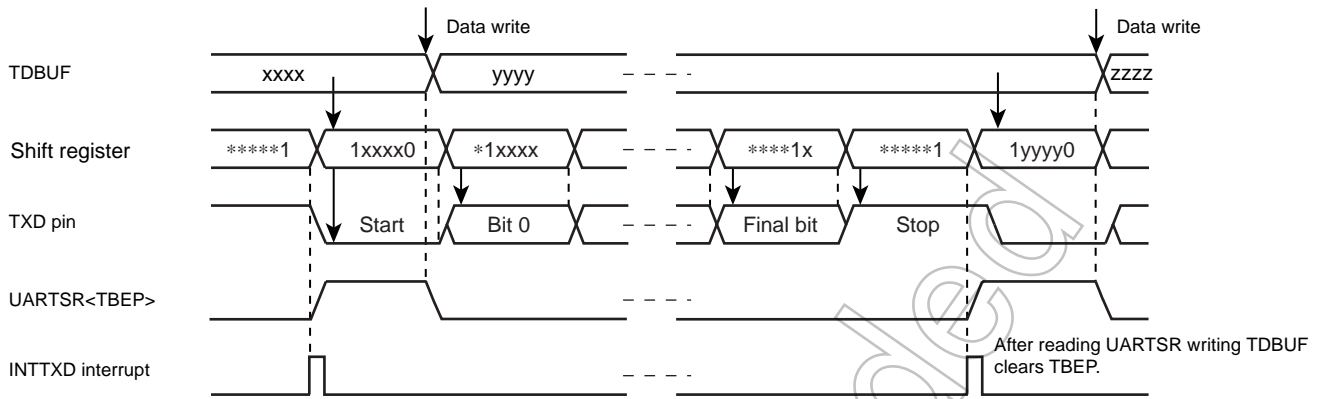 Data write
Data write
TDBUF
xxxx
yyyy
zzzz
Shift register
*****1
1xxxx0
*1xxxx
****1x
*****1
1yyyy0
TXD pin
Start
Bit 0
Final bit
Stop
UARTSR<TBEP>
INTTXD interrupt
After reading UARTSR writing TDBUF
clears TBEP.